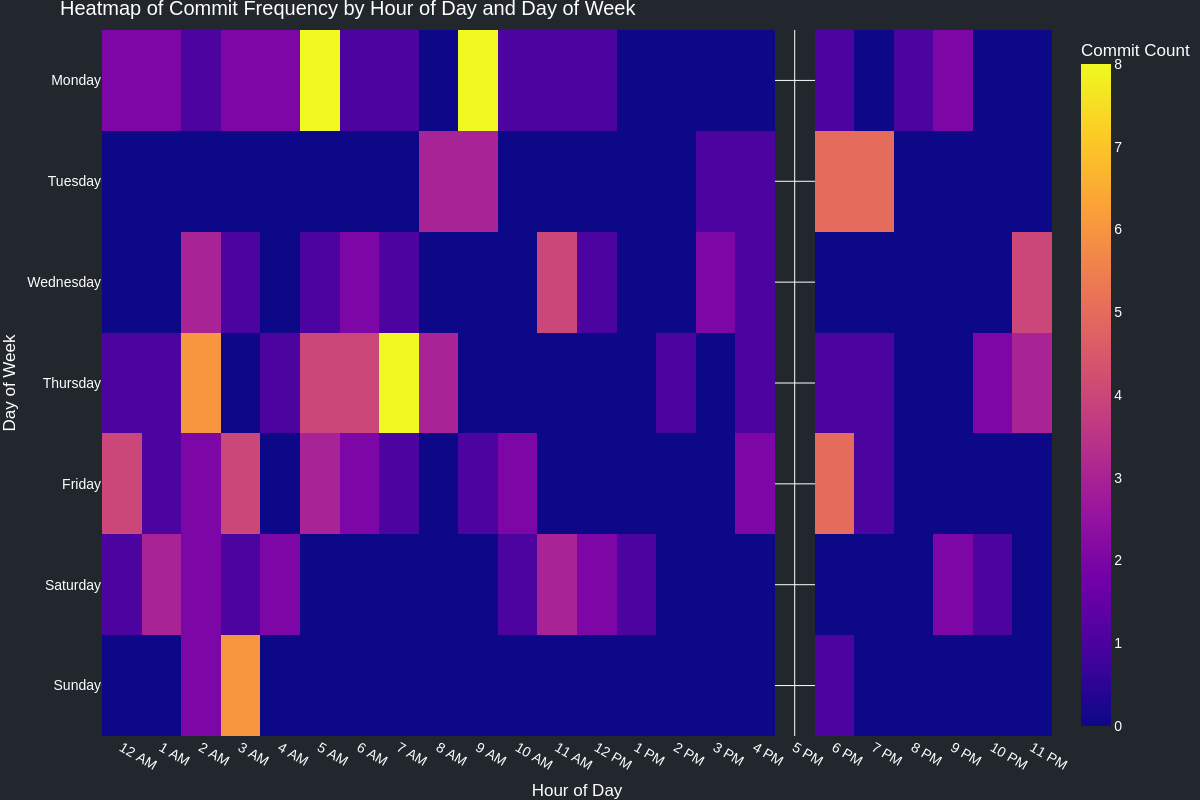 Heatmap of Commit Frequency by Hour of Day and Day of Week
Commit Count
8
7
6
5
4
3
2
1
0
Day of Week
Monday
Tuesday
Wednesday
Thursday
Friday
Saturday
Sunday
12 AM
1 AM
2 AM
3 AM
4 AM
5 AM
6 AM
7 AM
8 AM
9 AM
10 AM
11 AM
12 PM
1 PM
2 PM
3 PM
4 PM
5 PM
6 PM
7 PM
8 PM
9 PM
10 PM
11 PM
Hour of Day